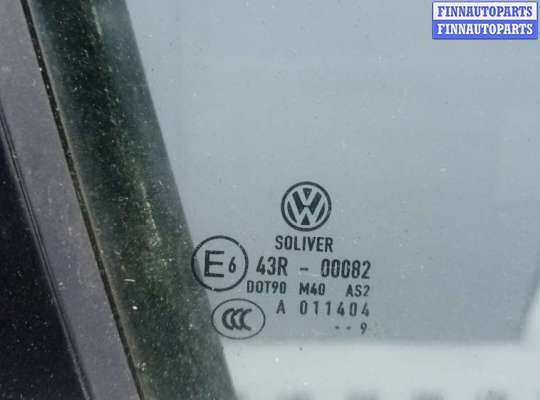 FINNAUTOPARTS
FINNAUTOPARTS
VW
SOLIVER
E6 43R - 00082
DOT90 M40 AS2
CCC A 011404
-- 9